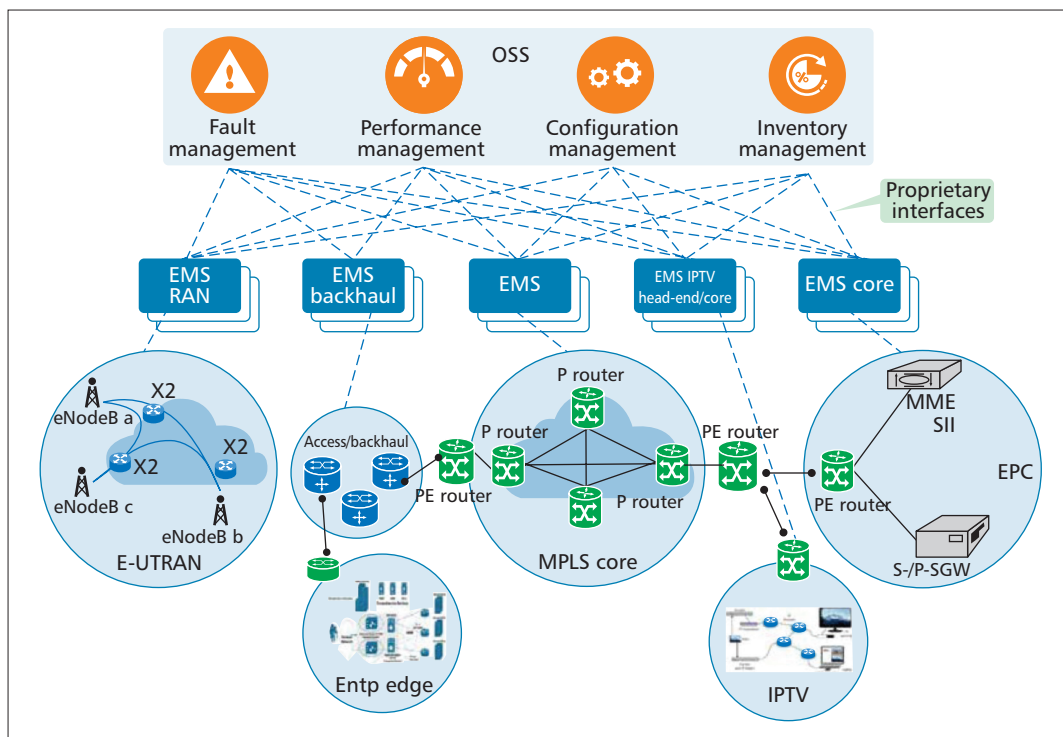 OSS
%
Fault
management
Performance
management
Configuration
management
Inventory
management
Proprietary
interfaces
EMS
RAN
EMS
backhaul
EMS
EMS IPTV
head-end/core
EMS core
eNodeB a
X2
X2
X2
eNodeB c
eNodeB b
E-UTRAN
Access/backhaul
PE router
P router
P router
P router
MPLS core
PE router
PE router
MME
SII
EPC
S-/P-SGW
Entp edge
IPTV